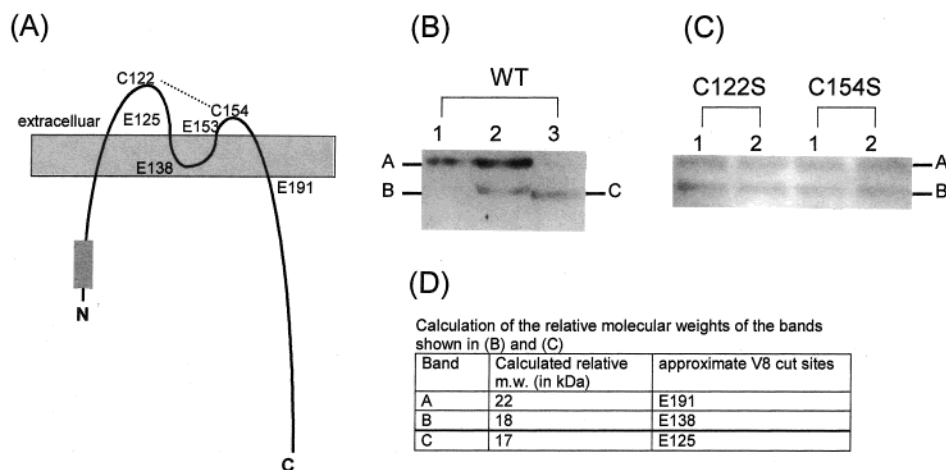 (A)
C122
C154
extracelluar
E125
E153
E138
E191
N
C
(B)
WT
1 2 3
A
B
C
(C)
C122S C154S
1 2 1 2
A
B
(D)
Calculation of the relative molecular weights of the bands
shown in (B) and (C)
Band Calculated relative m.w. (in kDa) approximate V8 cut sites
A 22 E191
B 18 E138
C 17 E125